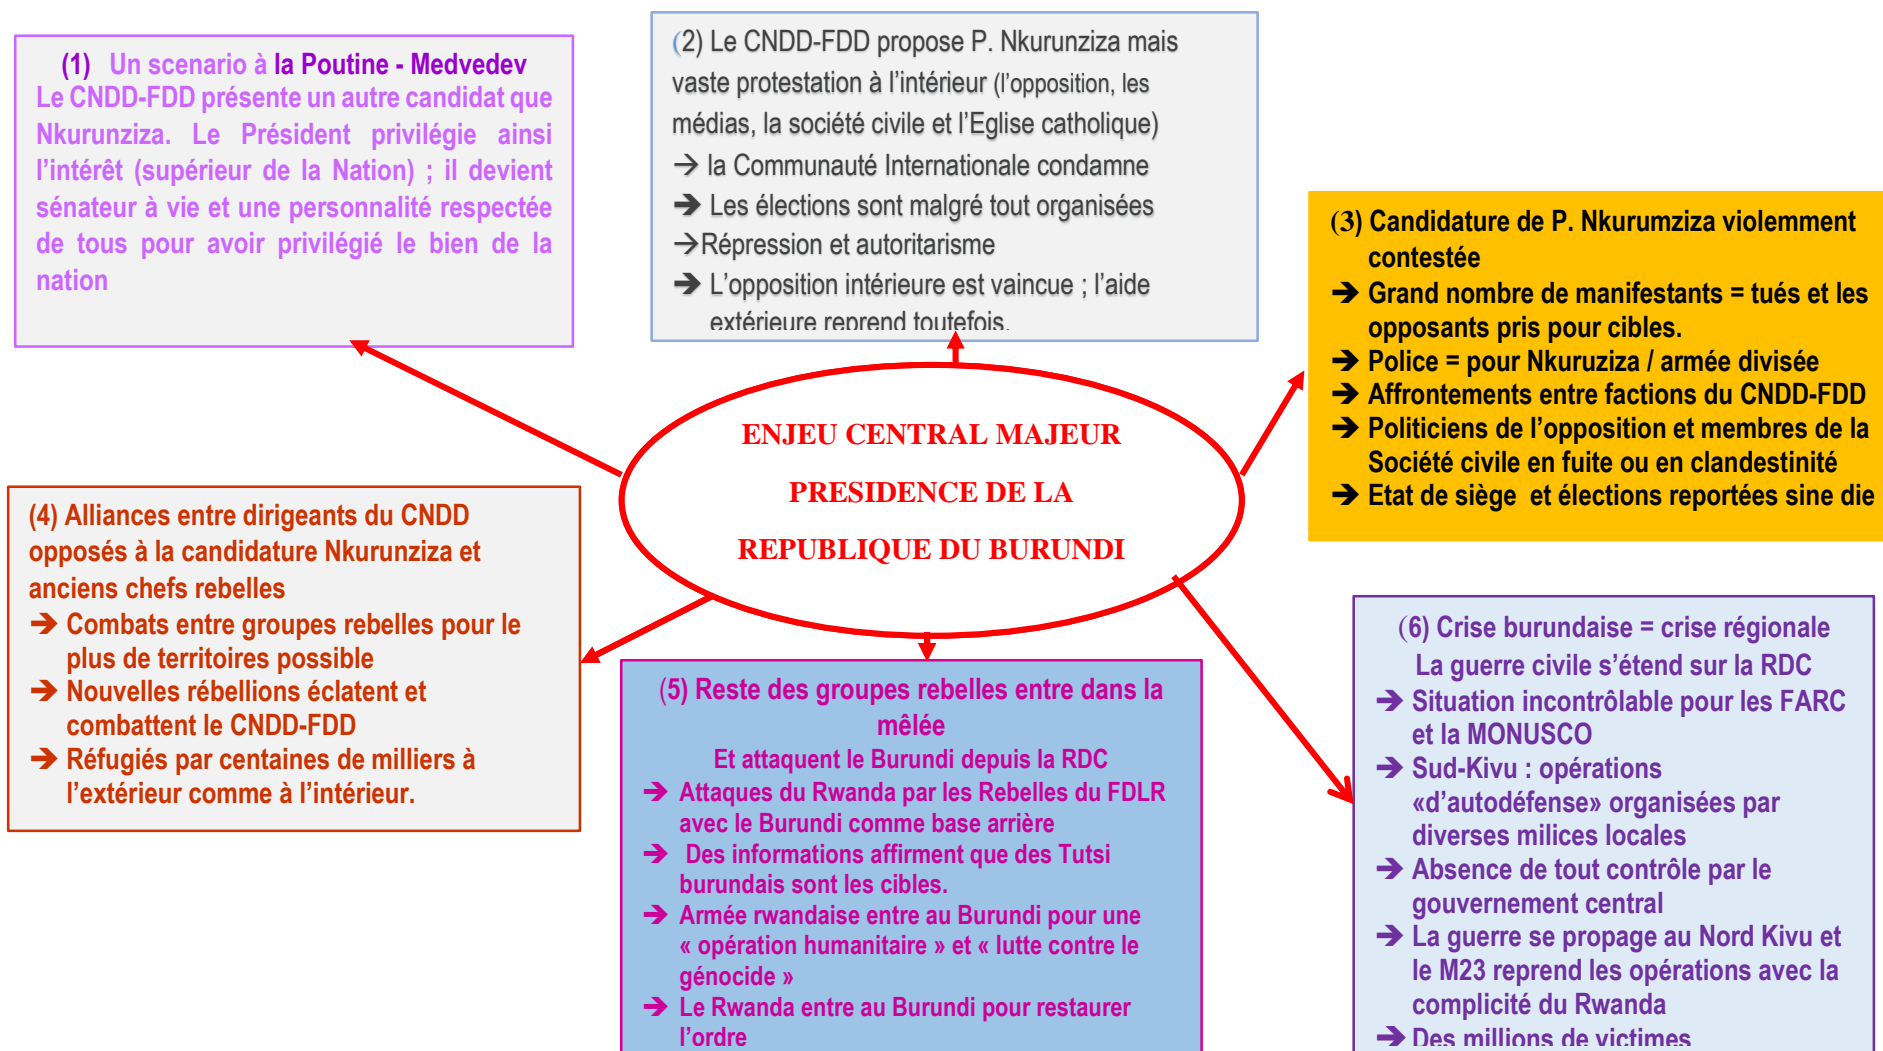 (1) Un scenario à la Poutine - Medvedev
Le CNDD-FDD présente un autre candidat que
Nkurunziza. Le Président privilégie ainsi
l’intérêt (supérieur de la Nation) ; il devient
sénateur à vie et une personnalité respectée
de tous pour avoir privilégié le bien de la
nation
(2) Le CNDD-FDD propose P. Nkurunziza mais
vaste protestation à l’intérieur (l’opposition, les
médias, la société civile et l’Eglise catholique)
→ la Communauté Internationale condamne
➔ Les élections sont malgré tout organisées
→Répression et autoritarisme
➔ L’opposition intérieure est vaincue ; l’aide
extérieure reprend toutefois.
(3) Candidature de P. Nkurumziza violemment
contestée
➔ Grand nombre de manifestants = tués et les
opposants pris pour cibles.
➔ Police = pour Nkuruziza / armée divisée
➔ Affrontements entre factions du CNDD-FDD
➔ Politiciens de l’opposition et membres de la
Société civile en fuite ou en clandestinité
➔ Etat de siège et élections reportées sine die
ENJEU CENTRAL MAJEUR
PRESIDENCE DE LA
REPUBLIQUE DU BURUNDI
(4) Alliances entre dirigeants du CNDD
opposés à la candidature Nkurunziza et
anciens chefs rebelles
➔ Combats entre groupes rebelles pour le
plus de territoires possible
➔ Nouvelles rébellions éclatent et
combattent le CNDD-FDD
➔ Réfugiés par centaines de milliers à
l’extérieur comme à l’intérieur.
(5) Reste des groupes rebelles entre dans la
mêlée
Et attaquent le Burundi depuis la RDC
➔ Attaques du Rwanda par les Rebelles du FDLR
avec le Burundi comme base arrière
➔ Des informations affirment que des Tutsi
burundais sont les cibles.
➔ Armée rwandaise entre au Burundi pour une
« opération humanitaire » et « lutte contre le
génocide »
➔ Le Rwanda entre au Burundi pour restaurer
l’ordre
(6) Crise burundaise = crise régionale
La guerre civile s’étend sur la RDC
➔ Situation incontrôlable pour les FARC
et la MONUSCO
➔ Sud-Kivu : opérations
«d’autodéfense» organisées par
diverses milices locales
➔ Absence de tout contrôle par le
gouvernement central
➔ La guerre se propage au Nord Kivu et
le M23 reprend les opérations avec la
complicité du Rwanda
➔ Des millions de victimes